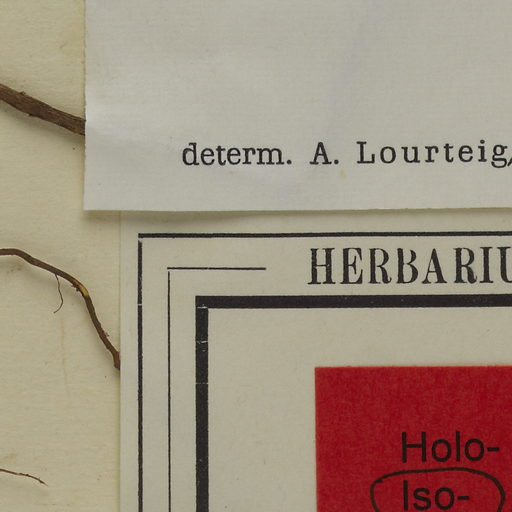 determ. A. Lourteig,
HERBARIU
Holo-
Iso-